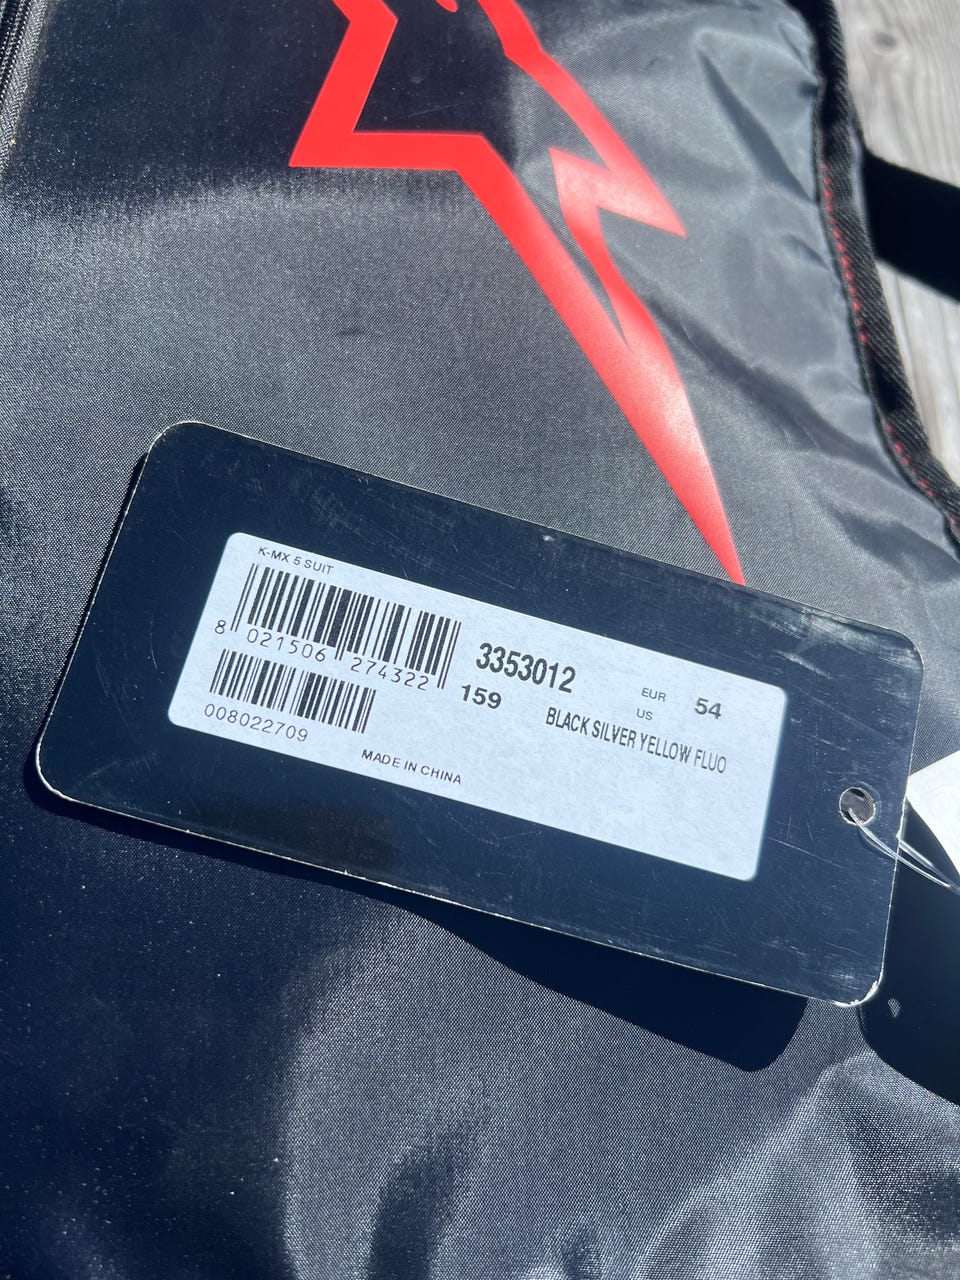 K-MX 5 SUIT
8 021506 274322
3353012
159
EUR 54
US
BLACK SILVER YELLOW FLUO
008022709
MADE IN CHINA